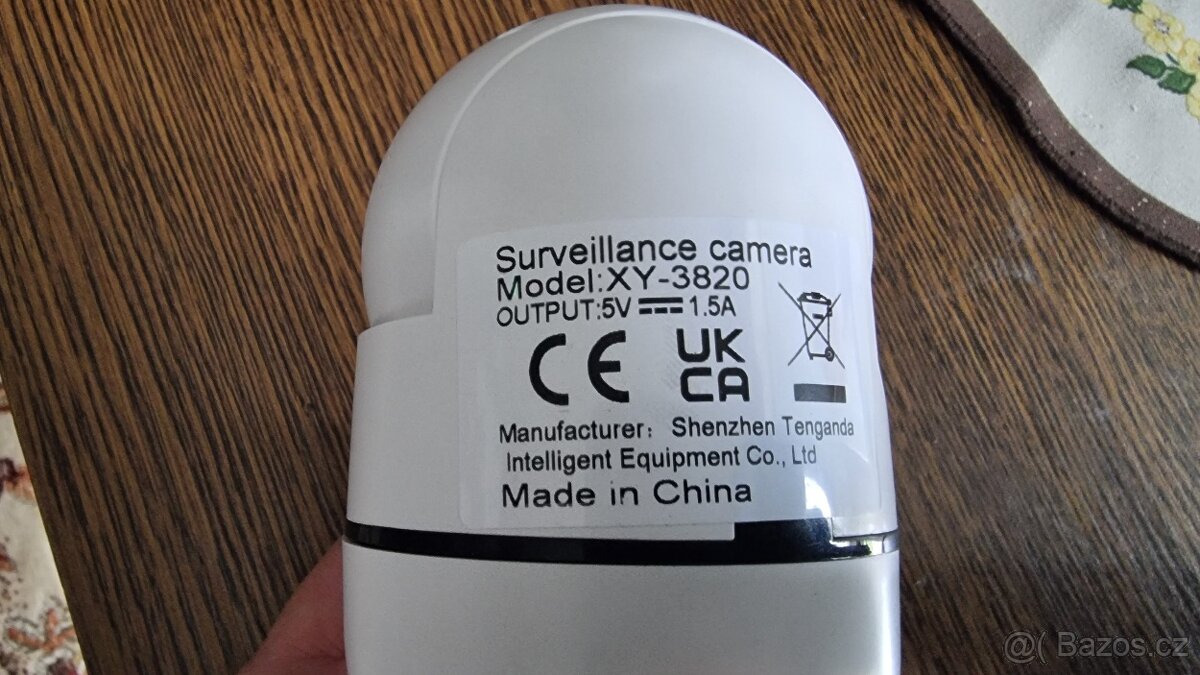 Surveillance camera
Model:XY-3820
OUTPUT:5V ⎓ 1.5A
CE
UK
CA
Manufacturer: Shenzhen Tenganda
Intelligent Equipment Co., Ltd
Made in China
@( Bazos.cz